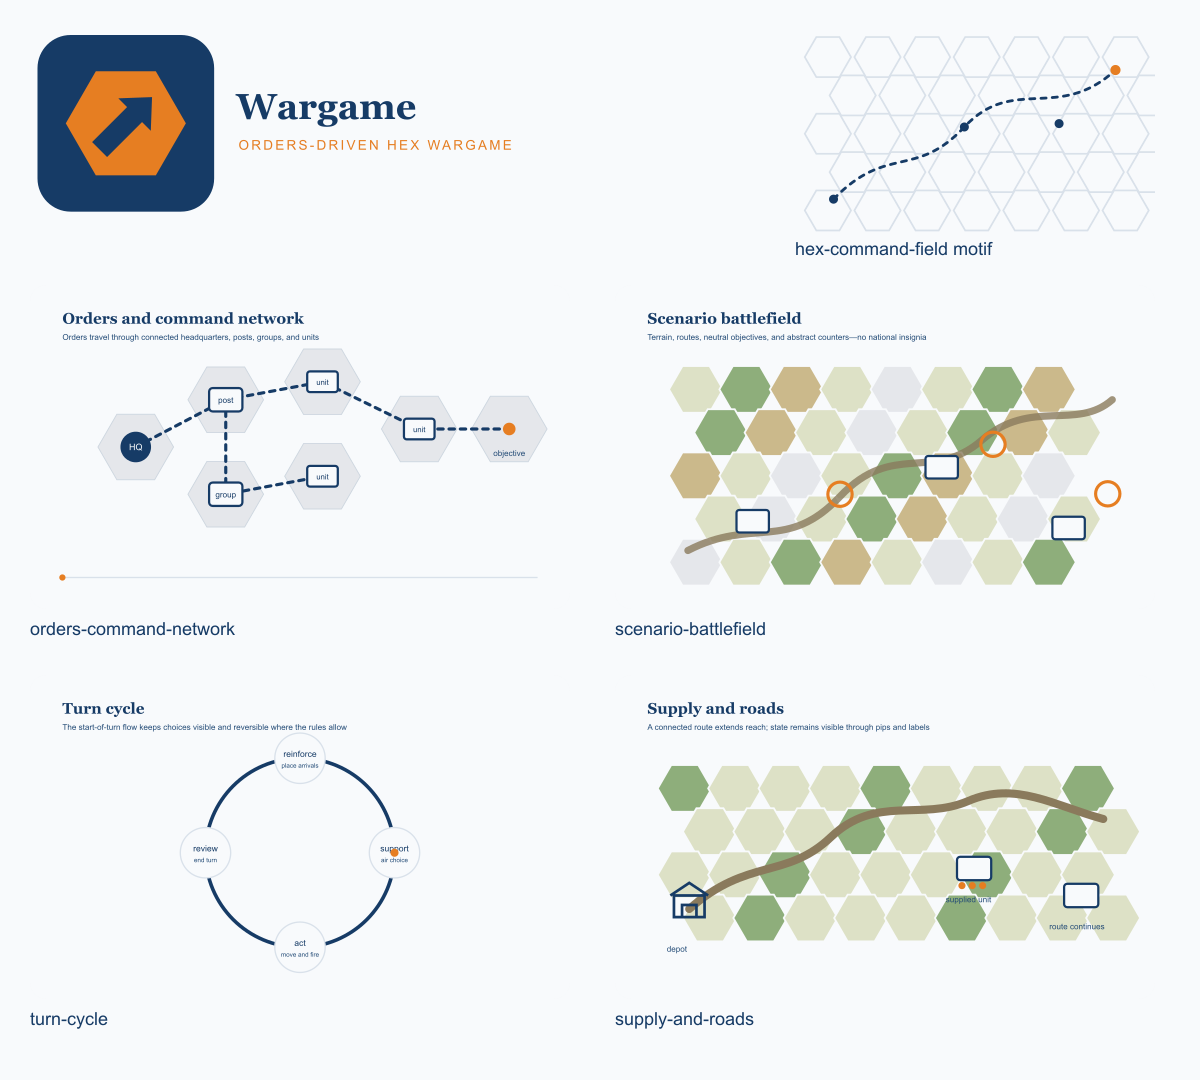 Wargame
ORDERS-DRIVEN HEX WARGAME
hex-command-field motif
Orders and command network
Orders travel through connected headquarters, posts, groups, and units
HQ
post
unit
group
unit
unit
objective
orders-command-network
Scenario battlefield
Terrain, routes, neutral objectives, and abstract counters—no national insignia
scenario-battlefield
Turn cycle
The start-of-turn flow keeps choices visible and reversible where the rules allow
reinforce
place arrivals
review
end turn
support
air choice
act
move and fire
turn-cycle
Supply and roads
A connected route extends reach; state remains visible through pips and labels
supplied unit
route continues
depot
supply-and-roads